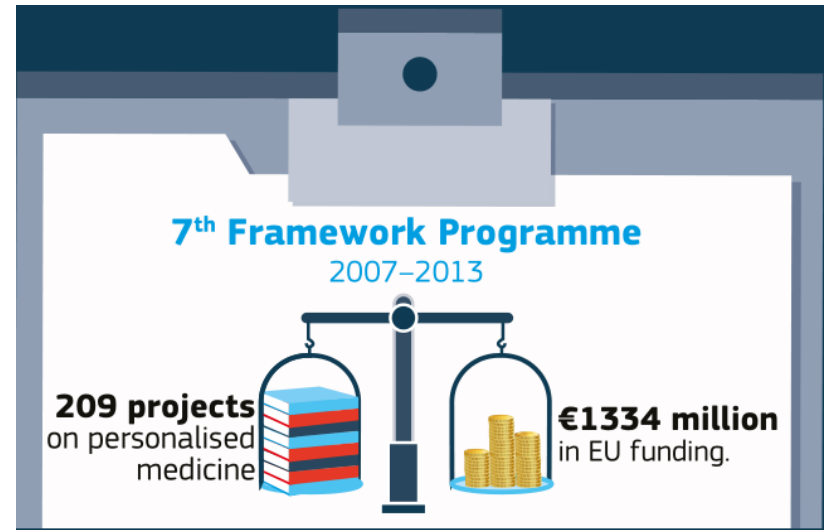 7th Framework Programme
2007–2013
209 projects
on personalised
medicine
€1334 million
in EU funding.